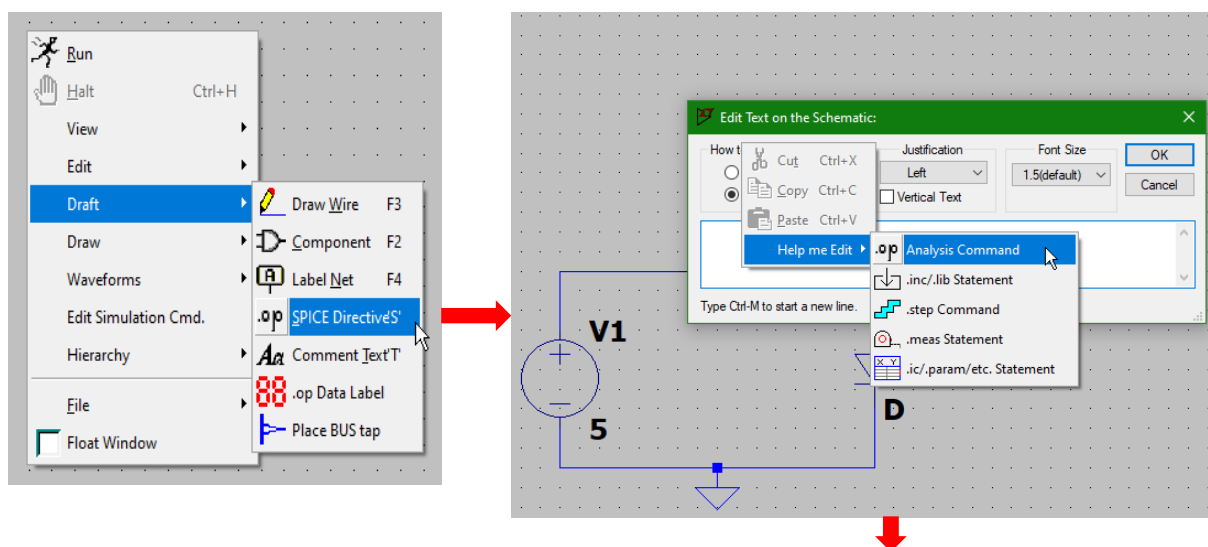 Run
Halt Ctrl+H
View
Edit
Draft
Draw
Waveforms
Edit Simulation Cmd.
Hierarchy
File
Float Window
Draw Wire F3
Component F2
A
Label Net F4
.op SPICE Directive'S'
Aa Comment Text'T'
88 .op Data Label
Place BUS tap
Edit Text on the Schematic:
How t
Justification
Left
Vertical Text
Font Size
1.5(default)
OK
Cancel
Cut Ctrl+X
Copy Ctrl+C
Paste Ctrl+V
Help me Edit
.op Analysis Command
.inc/.lib Statement
.step Command
.meas Statement
X Y .ic/.param/etc. Statement
Type Ctrl-M to start a new line.
V1
5
D